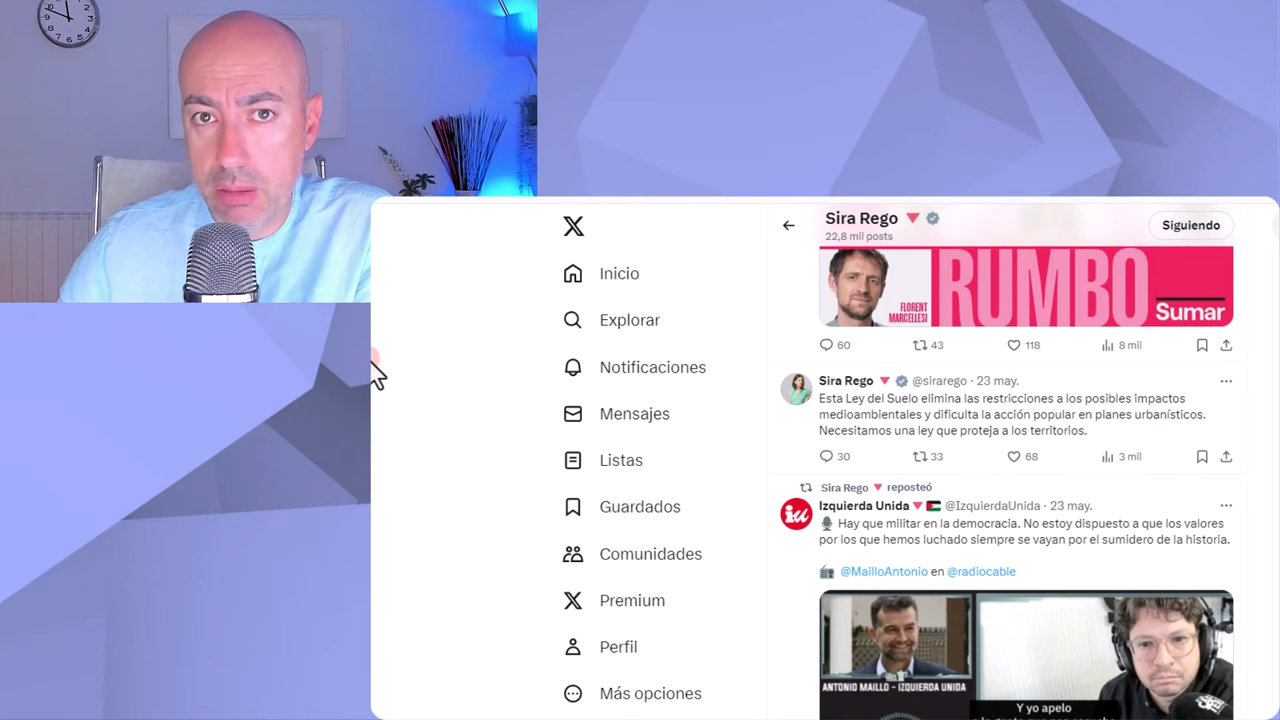 Sira Rego
22,8 mil posts
Siguiendo
Inicio
Explorar
Notificaciones
Mensajes
Listas
Guardados
Comunidades
Premium
Perfil
Más opciones
FLORENT
MARCELLESI
RUMBO
Sumar
60 43 118 8 mil
Sira Rego @sirarego · 23 may.
Esta Ley del Suelo elimina las restricciones a los posibles impactos
medioambientales y dificulta la acción popular en planes urbanísticos.
Necesitamos una ley que proteja a los territorios.
30 33 68 3 mil
Sira Rego reposteó
iu
Izquierda Unida @IzquierdaUnida · 23 may.
Hay que militar en la democracia. No estoy dispuesto a que los valores
por los que hemos luchado siempre se vayan por el sumidero de la historia.
@MailloAntonio en @radiocable
ANTONIO MAILLO - IZQUIERDA UNIDA
Y yo apelo